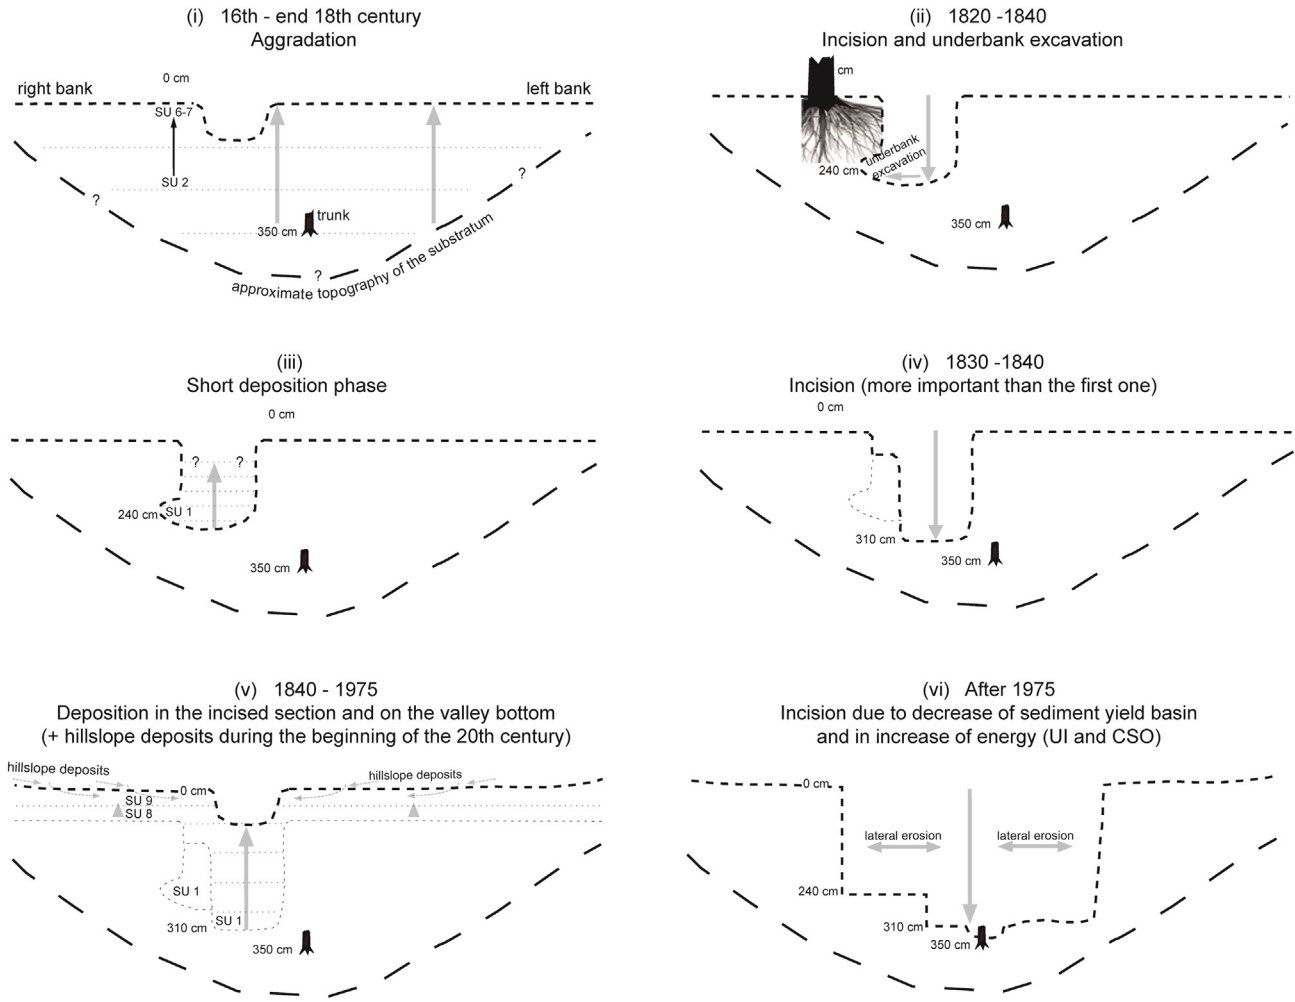 (i) 16th - end 18th century
Aggradation
0 cm
right bank
left bank
SU 6-7
SU 2
?
?
trunk
350 cm
?
approximate topography of the substratum
(ii) 1820 -1840
Incision and underbank excavation
cm
underbank
excavation
240 cm
350 cm
(iii)
Short deposition phase
0 cm
? ?
240 cm
SU 1
350 cm
(iv) 1830 -1840
Incision (more important than the first one)
0 cm
310 cm
350 cm
(v) 1840 - 1975
Deposition in the incised section and on the valley bottom
(+ hillslope deposits during the beginning of the 20th century)
hillslope deposits
hillslope deposits
0 cm
SU 9
SU 8
SU 1
SU 1
310 cm
350 cm
(vi) After 1975
Incision due to decrease of sediment yield basin
and in increase of energy (UI and CSO)
0 cm
lateral erosion
lateral erosion
240 cm
310 cm
350 cm